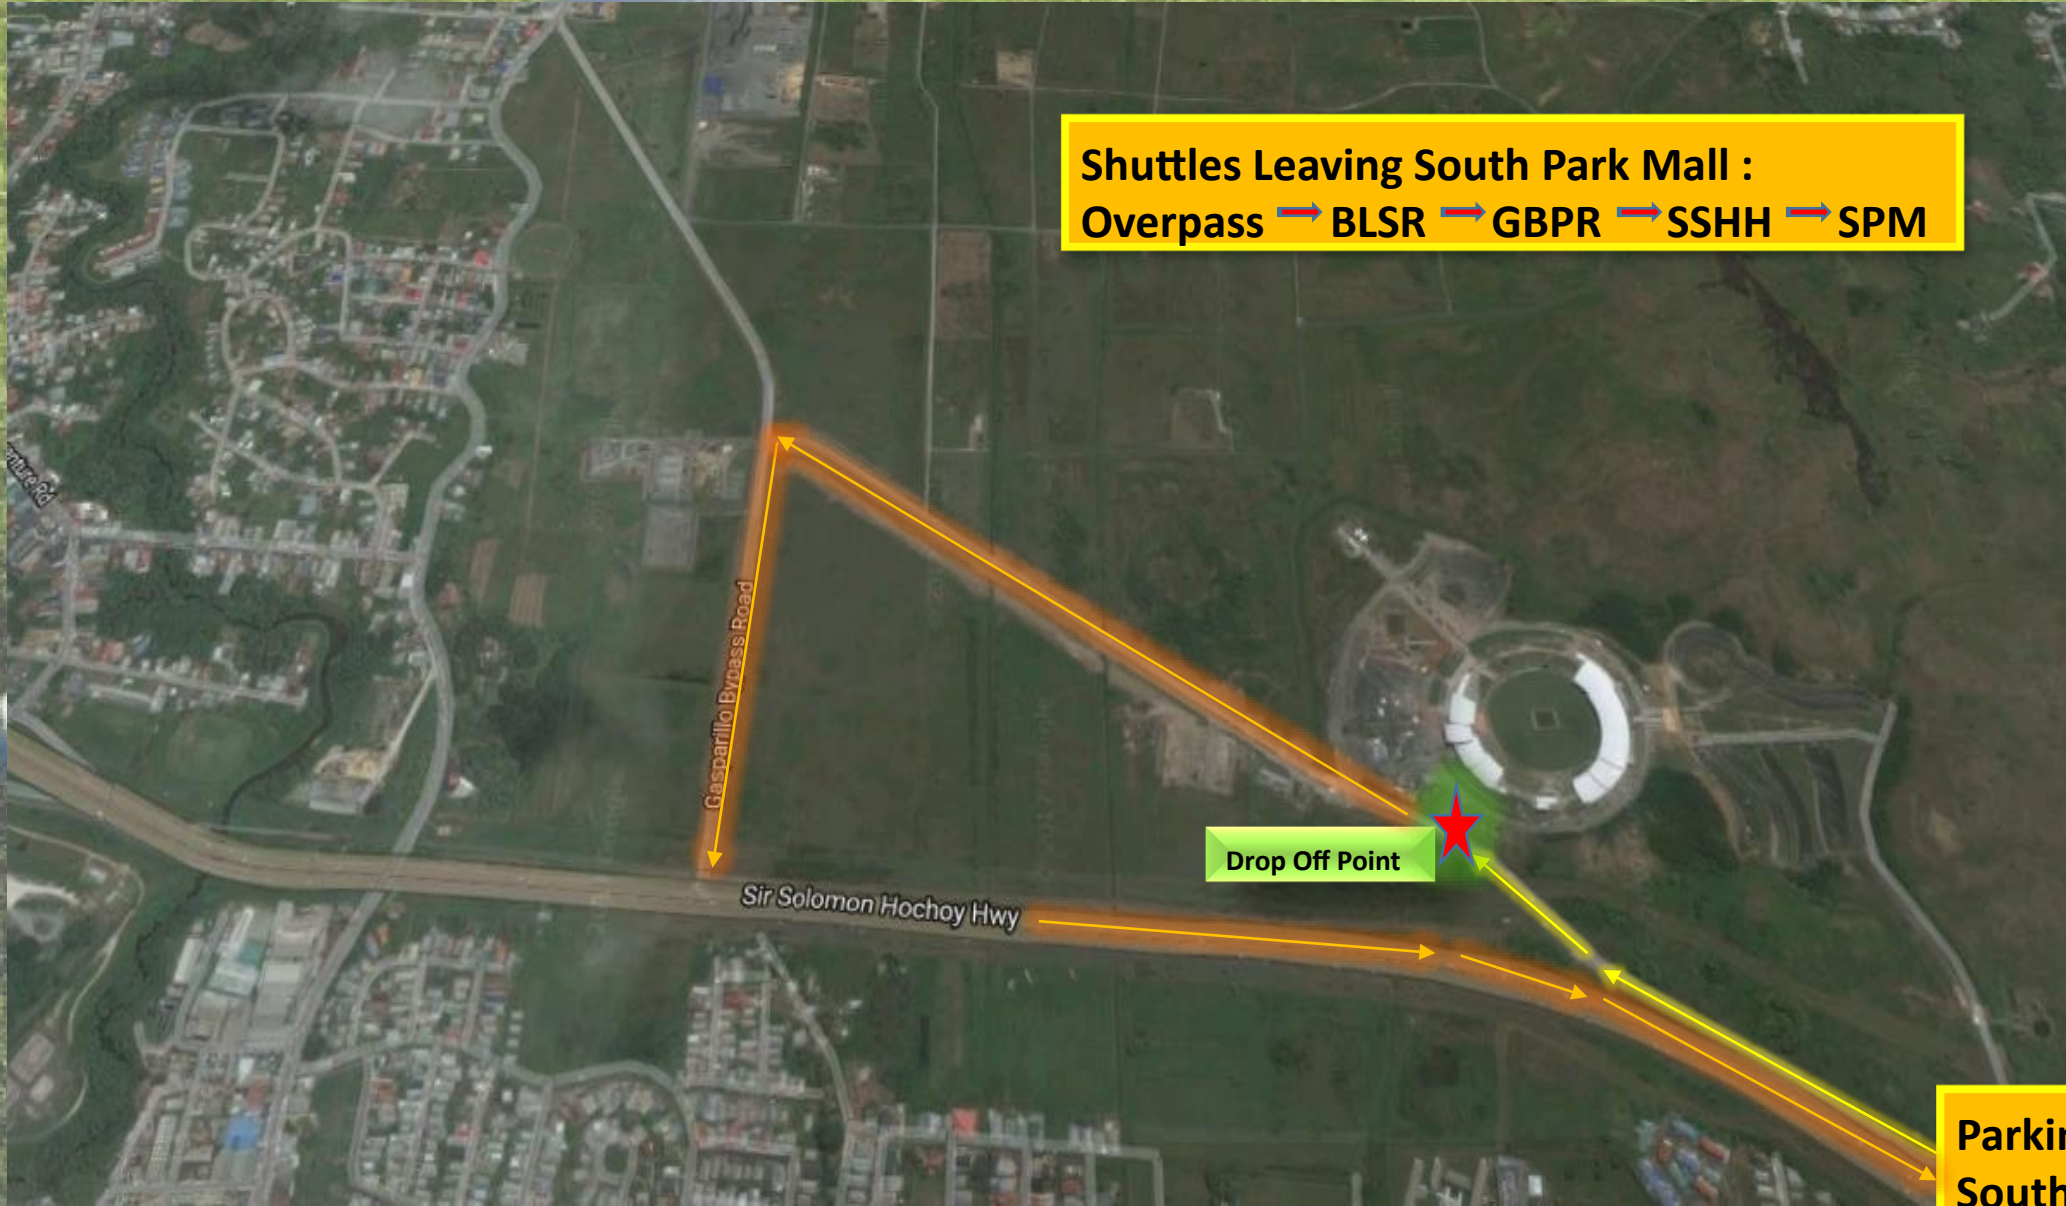 Shuttles Leaving South Park Mall :
Overpass BLSR GBPR SSHH SPM
Gasparillo Bypass Road
Drop Off Point
Sir Solomon Hochoy Hwy
Rd
South